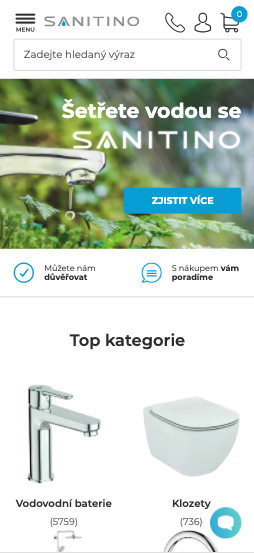 MENU
SANITINO
0
Zadejte hledaný výraz
Šetřete vodou se
SANITINO
ZJISTIT VÍCE
Můžete nám
důvěřovat
S nákupem vám
poradíme
Top kategorie
Vodovodní baterie
(5759)
Klozety
(736)